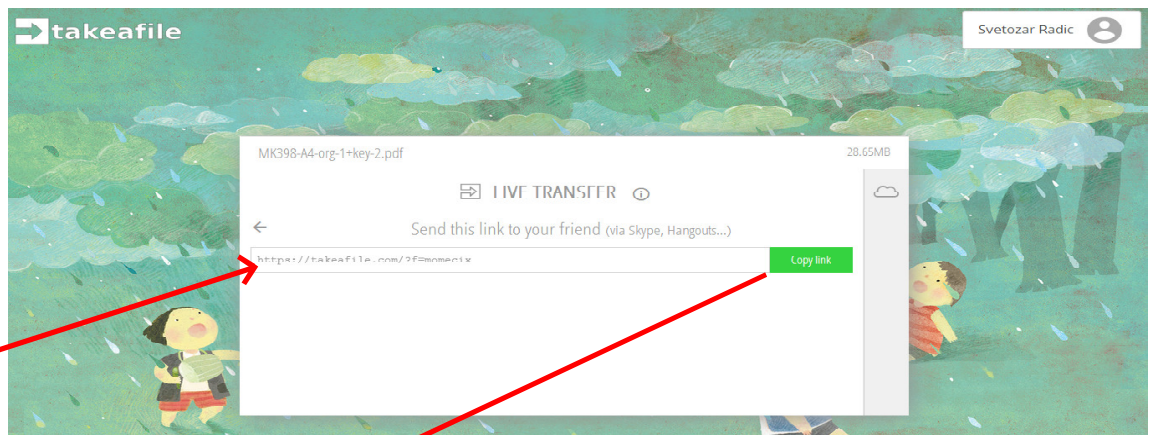 takeafile
Svetozar Radic
MK398-A4-org-1+key-2.pdf
28.65MB
LIVE TRANSFER
Send this link to your friend (via Skype, Hangouts...)
https://takeafile.com/?f=momecix
Copy link